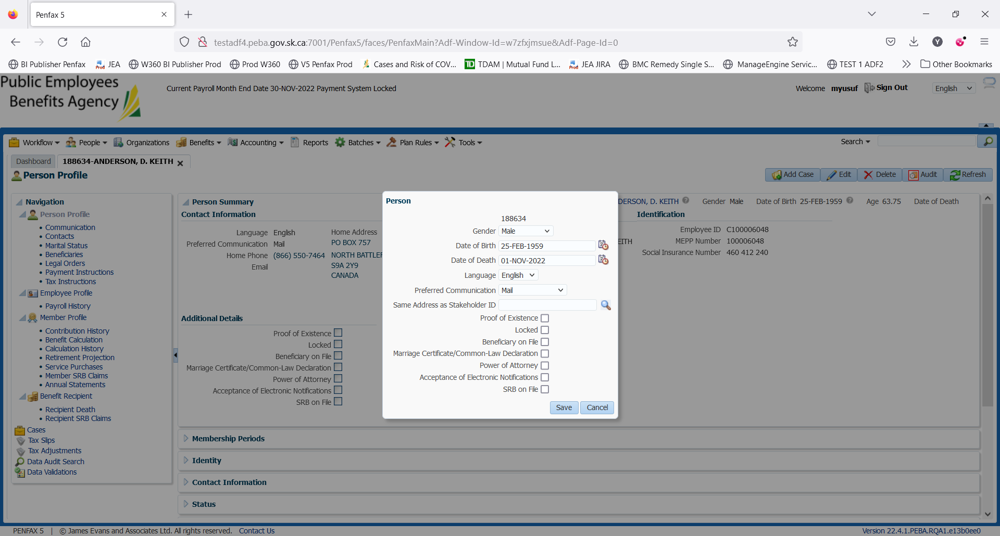 Penfax 5
testadf4.peba.gov.sk.ca:7001/Penfax5/faces/PenfaxMain?Adf-Window-Id=w7zfxjmsue&Adf-Page-Id=0
Y
BI Publisher Penfax
JEA
W360 BI Publisher Prod
Prod W360
V5 Penfax Prod
Cases and Risk of COV...
TDAM | Mutual Fund L...
JEA JIRA
BMC Remedy Single S...
ManageEngine Servic...
TEST 1 ADF2
Other Bookmarks
Public Employees
Benefits Agency
Current Payroll Month End Date 30-NOV-2022 Payment System Locked
Welcome myusuf Sign Out
English
Workflow People Organizations Benefits Accounting Reports Batches Plan Rules Tools
Search
Dashboard
188634-ANDERSON, D. KEITH
Person Profile
Add Case Edit Delete Audit Refresh
Navigation
Person Profile
Communication
Contacts
Marital Status
Beneficiaries
Legal Orders
Payment Instructions
Tax Instructions
Employee Profile
Payroll History
Member Profile
Contribution History
Benefit Calculation
Calculation History
Retirement Projection
Service Purchases
Member SRB Claims
Annual Statements
Benefit Recipient
Recipient Death
Recipient SRB Claims
Cases
Tax Slips
Tax Adjustments
Data Audit Search
Data Validations
Person Summary
DERSON, D. KEITH Gender Male Date of Birth 25-FEB-1959 Age 63.75 Date of Death
Contact Information
Language English
Preferred Communication Mail
Home Phone (866) 550-7464
Email
Home Address
PO BOX 757
NORTH BATTLEF
S9A 2Y9
CANADA
EITH
Identification
Employee ID C100006048
MEPP Number 100006048
Social Insurance Number 460 412 240
Additional Details
Proof of Existence
Locked
Beneficiary on File
Marriage Certificate/Common-Law Declaration
Power of Attorney
Acceptance of Electronic Notifications
SRB on File
Person
188634
Gender Male
Date of Birth 25-FEB-1959
Date of Death 01-NOV-2022
Language English
Preferred Communication Mail
Same Address as Stakeholder ID
Proof of Existence
Locked
Beneficiary on File
Marriage Certificate/Common-Law Declaration
Power of Attorney
Acceptance of Electronic Notifications
SRB on File
Save Cancel
Membership Periods
Identity
Contact Information
Status
PENFAX 5 | © James Evans and Associates Ltd. All rights reserved. Contact Us
Version 22.4.1.PEBA.RQA1.e13b0ee0